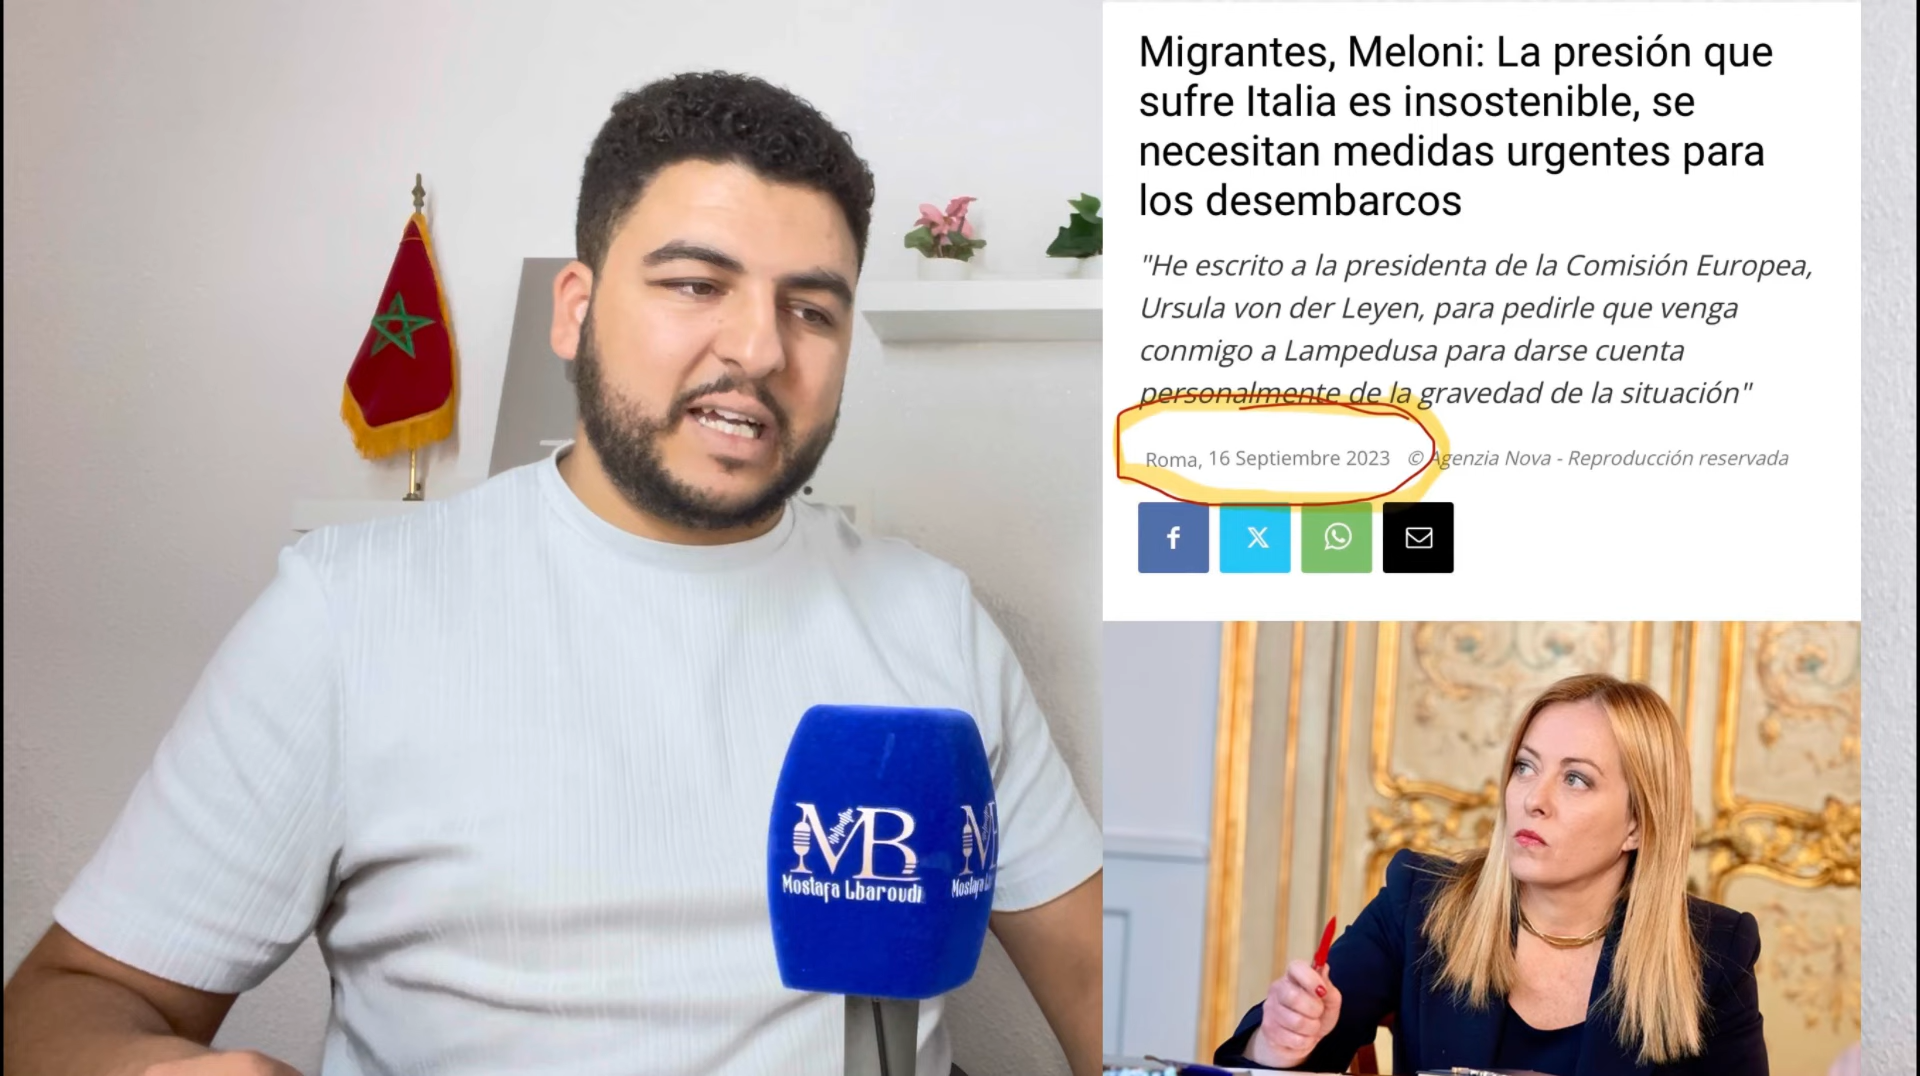 Migrantes, Meloni: La presión que
sufre Italia es insostenible, se
necesitan medidas urgentes para
los desembarcos
"He escrito a la presidenta de la Comisión Europea,
Ursula von der Leyen, para pedirle que venga
conmigo a Lampedusa para darse cuenta
personalmente de la gravedad de la situación"
Roma, 16 Septiembre 2023 © Agenzia Nova - Reproducción reservada
MB
Mostafa Lbaroudi